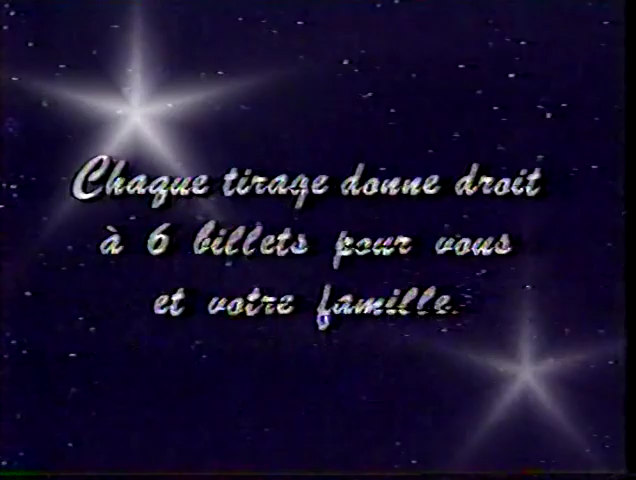 Chaque tirage donne droit
à 6 billets pour vous
et votre famille.